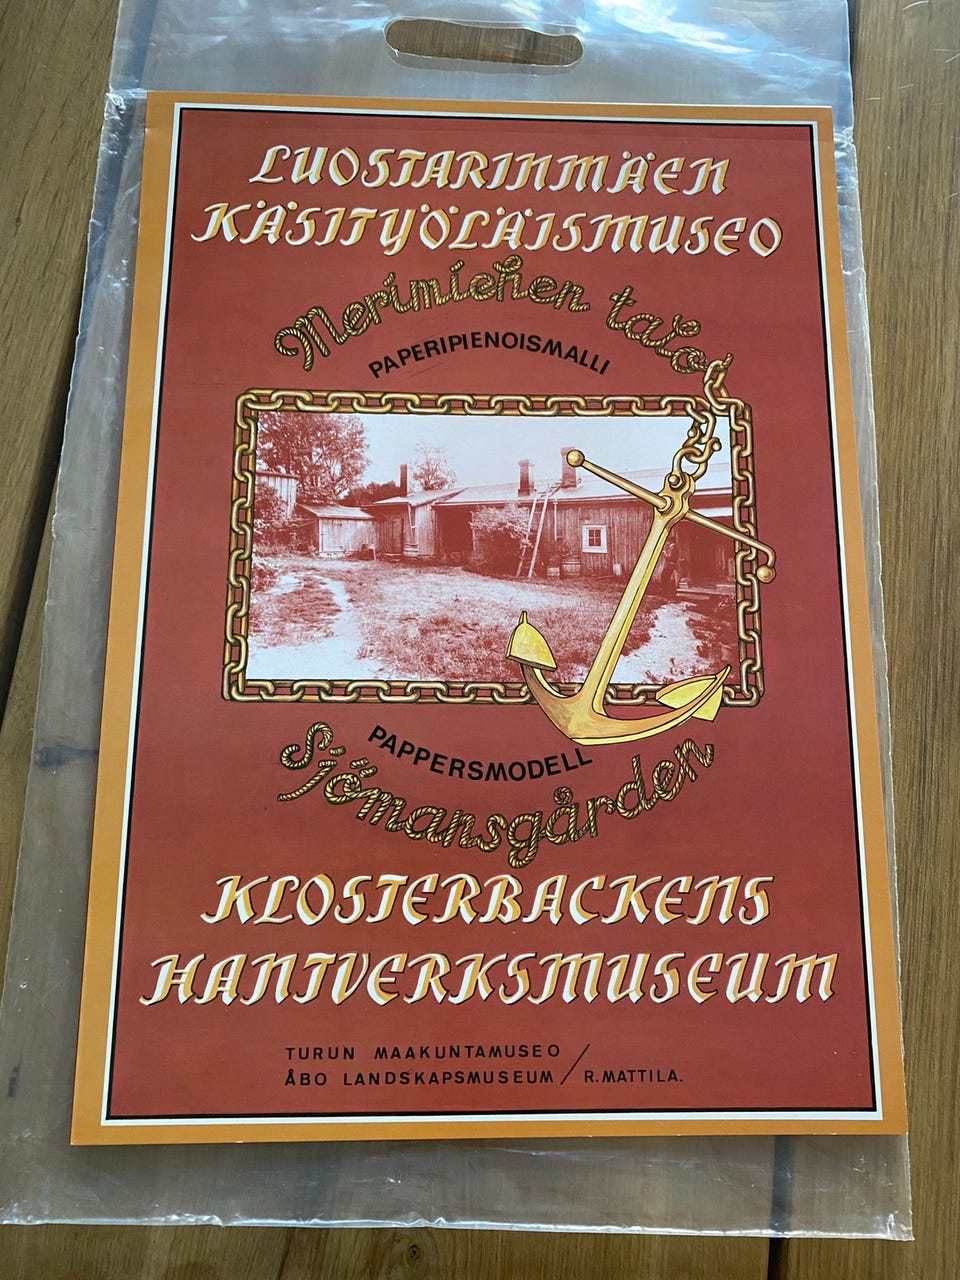 LUOSTARINMÄEN
KÄSITYÖLÄISMUSEO
Merimiehen talo
PAPERIPIENOISMALLI
PAPPERSMODELL
Sjömansgården
KLOSTERBACKENS
HANTVERKSMUSEUM
TURUN MAAKUNTAMUSEO /
ÅBO LANDSKAPSMUSEUM / R. MATTILA.